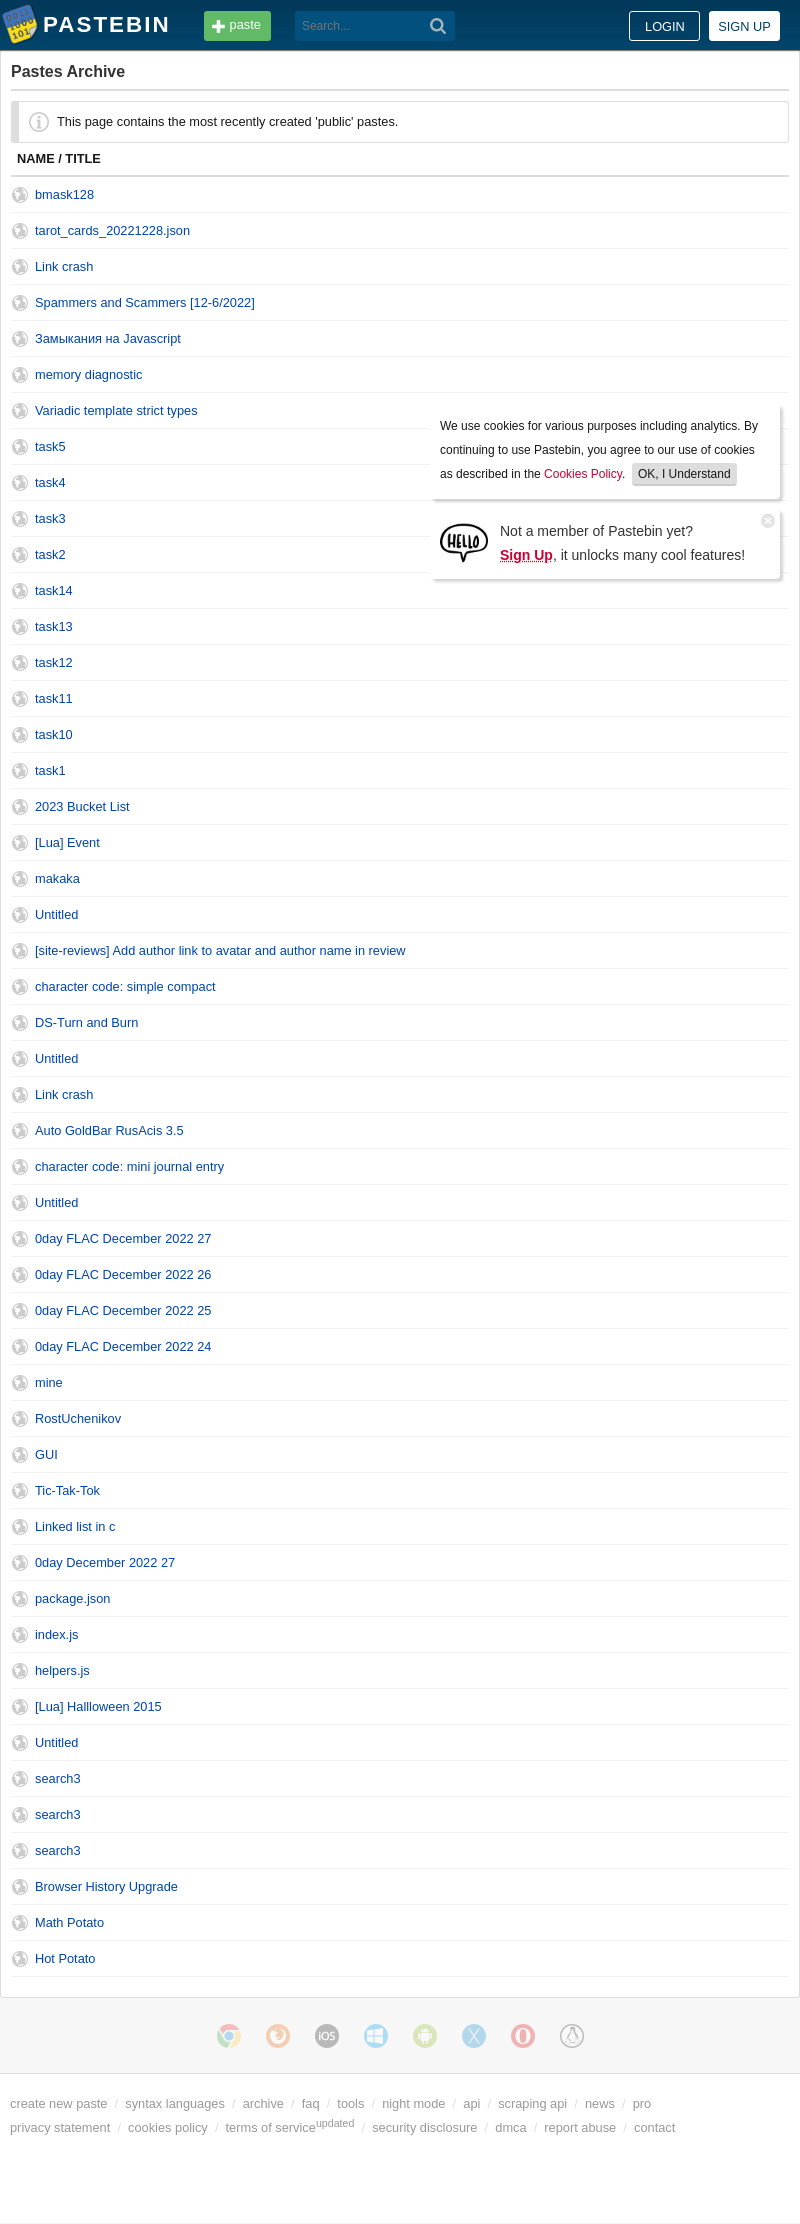 PASTEBIN
paste
Search...
LOGIN
SIGN UP
Pastes Archive
This page contains the most recently created 'public' pastes.
NAME / TITLE
bmask128
tarot_cards_20221228.json
Link crash
Spammers and Scammers [12-6/2022]
Замыкания на Javascript
memory diagnostic
Variadic template strict types
task5
task4
task3
task2
task14
task13
task12
task11
task10
task1
2023 Bucket List
[Lua] Event
makaka
Untitled
[site-reviews] Add author link to avatar and author name in review
character code: simple compact
DS-Turn and Burn
Untitled
Link crash
Auto GoldBar RusAcis 3.5
character code: mini journal entry
Untitled
0day FLAC December 2022 27
0day FLAC December 2022 26
0day FLAC December 2022 25
0day FLAC December 2022 24
mine
RostUchenikov
GUI
Tic-Tak-Tok
Linked list in c
0day December 2022 27
package.json
index.js
helpers.js
[Lua] Hallloween 2015
Untitled
search3
search3
search3
Browser History Upgrade
Math Potato
Hot Potato
We use cookies for various purposes including analytics. By
continuing to use Pastebin, you agree to our use of cookies
as described in the Cookies Policy. OK, I Understand
HELLO
Not a member of Pastebin yet?
Sign Up, it unlocks many cool features!
iOS
create new paste / syntax languages / archive / faq / tools / night mode / api / scraping api / news / pro
privacy statement / cookies policy / terms of service updated / security disclosure / dmca / report abuse / contact